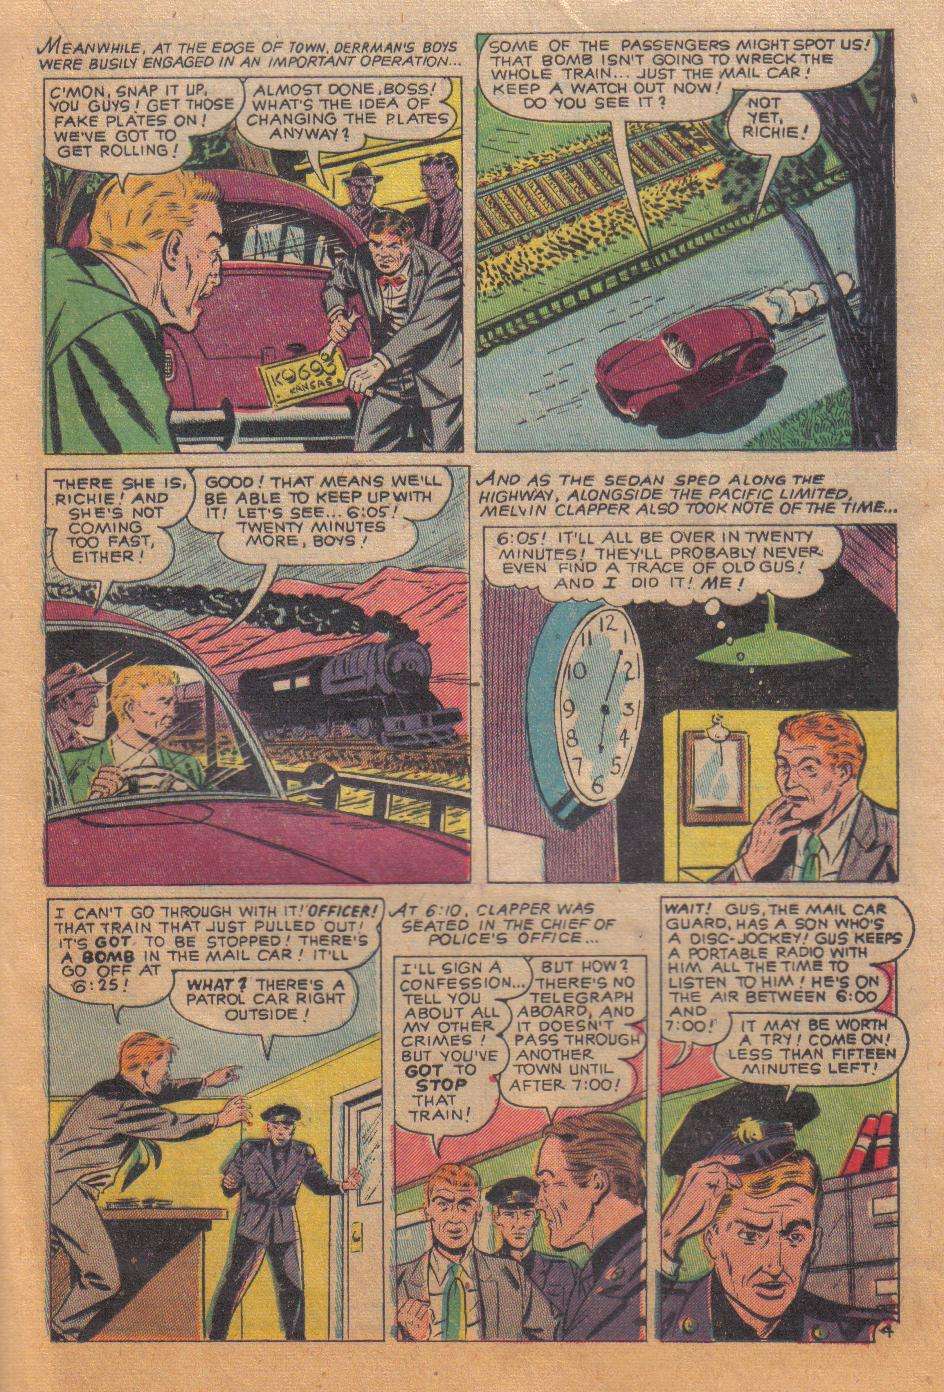 MEANWHILE, AT THE EDGE OF TOWN, DERRMAN'S BOYS
WERE BUSILY ENGAGED IN AN IMPORTANT OPERATION...
C'MON, SNAP IT UP,
YOU GUYS! GET THOSE
FAKE PLATES ON!
WE'VE GOT TO
GET ROLLING!
ALMOST DONE, BOSS!
WHAT'S THE IDEA OF
CHANGING THE PLATES
ANYWAY?
K9693
KANSAS
SOME OF THE PASSENGERS MIGHT SPOT US!
THAT BOMB ISN'T GOING TO WRECK THE
WHOLE TRAIN... JUST THE MAIL CAR!
KEEP A WATCH OUT NOW!
DO YOU SEE IT?
NOT
YET,
RICHIE!
THERE SHE IS,
RICHIE! AND
SHE'S NOT
COMING
TOO FAST,
EITHER!
GOOD! THAT MEANS WE'LL
BE ABLE TO KEEP UP WITH
IT! LET'S SEE... 6:05!
TWENTY MINUTES
MORE, BOYS!
AND AS THE SEDAN SPED ALONG THE
HIGHWAY, ALONGSIDE THE PACIFIC LIMITED,
MELVIN CLAPPER ALSO TOOK NOTE OF THE TIME...
6:05! IT'LL ALL BE OVER IN TWENTY
MINUTES! THEY'LL PROBABLY NEVER
EVEN FIND A TRACE OF OLD GUS!
AND I DID IT! ME!
12
1
2
3
4
5
6
7
8
9
10
11
I CAN'T GO THROUGH WITH IT! OFFICER!
THAT TRAIN THAT JUST PULLED OUT!
IT'S GOT TO BE STOPPED! THERE'S
A BOMB IN THE MAIL CAR! IT'LL
GO OFF AT
6:25!
WHAT? THERE'S A
PATROL CAR RIGHT
OUTSIDE!
AT 6:10, CLAPPER WAS
SEATED IN THE CHIEF OF
POLICE'S OFFICE...
I'LL SIGN A
CONFESSION...
TELL YOU
ABOUT ALL
MY OTHER
CRIMES!
BUT YOU'VE
GOT TO
STOP
THAT
TRAIN!
BUT HOW?
THERE'S NO
TELEGRAPH
ABOARD, AND
IT DOESN'T
PASS THROUGH
ANOTHER
TOWN UNTIL
AFTER 7:00!
WAIT! GUS, THE MAIL CAR
GUARD, HAS A SON WHO'S
A DISC-JOCKEY! GUS KEEPS
A PORTABLE RADIO WITH
HIM ALL THE TIME TO
LISTEN TO HIM! HE'S ON
THE AIR BETWEEN 6:00
AND
7:00!
IT MAY BE WORTH
A TRY! COME ON!
LESS THAN FIFTEEN
MINUTES LEFT!
4